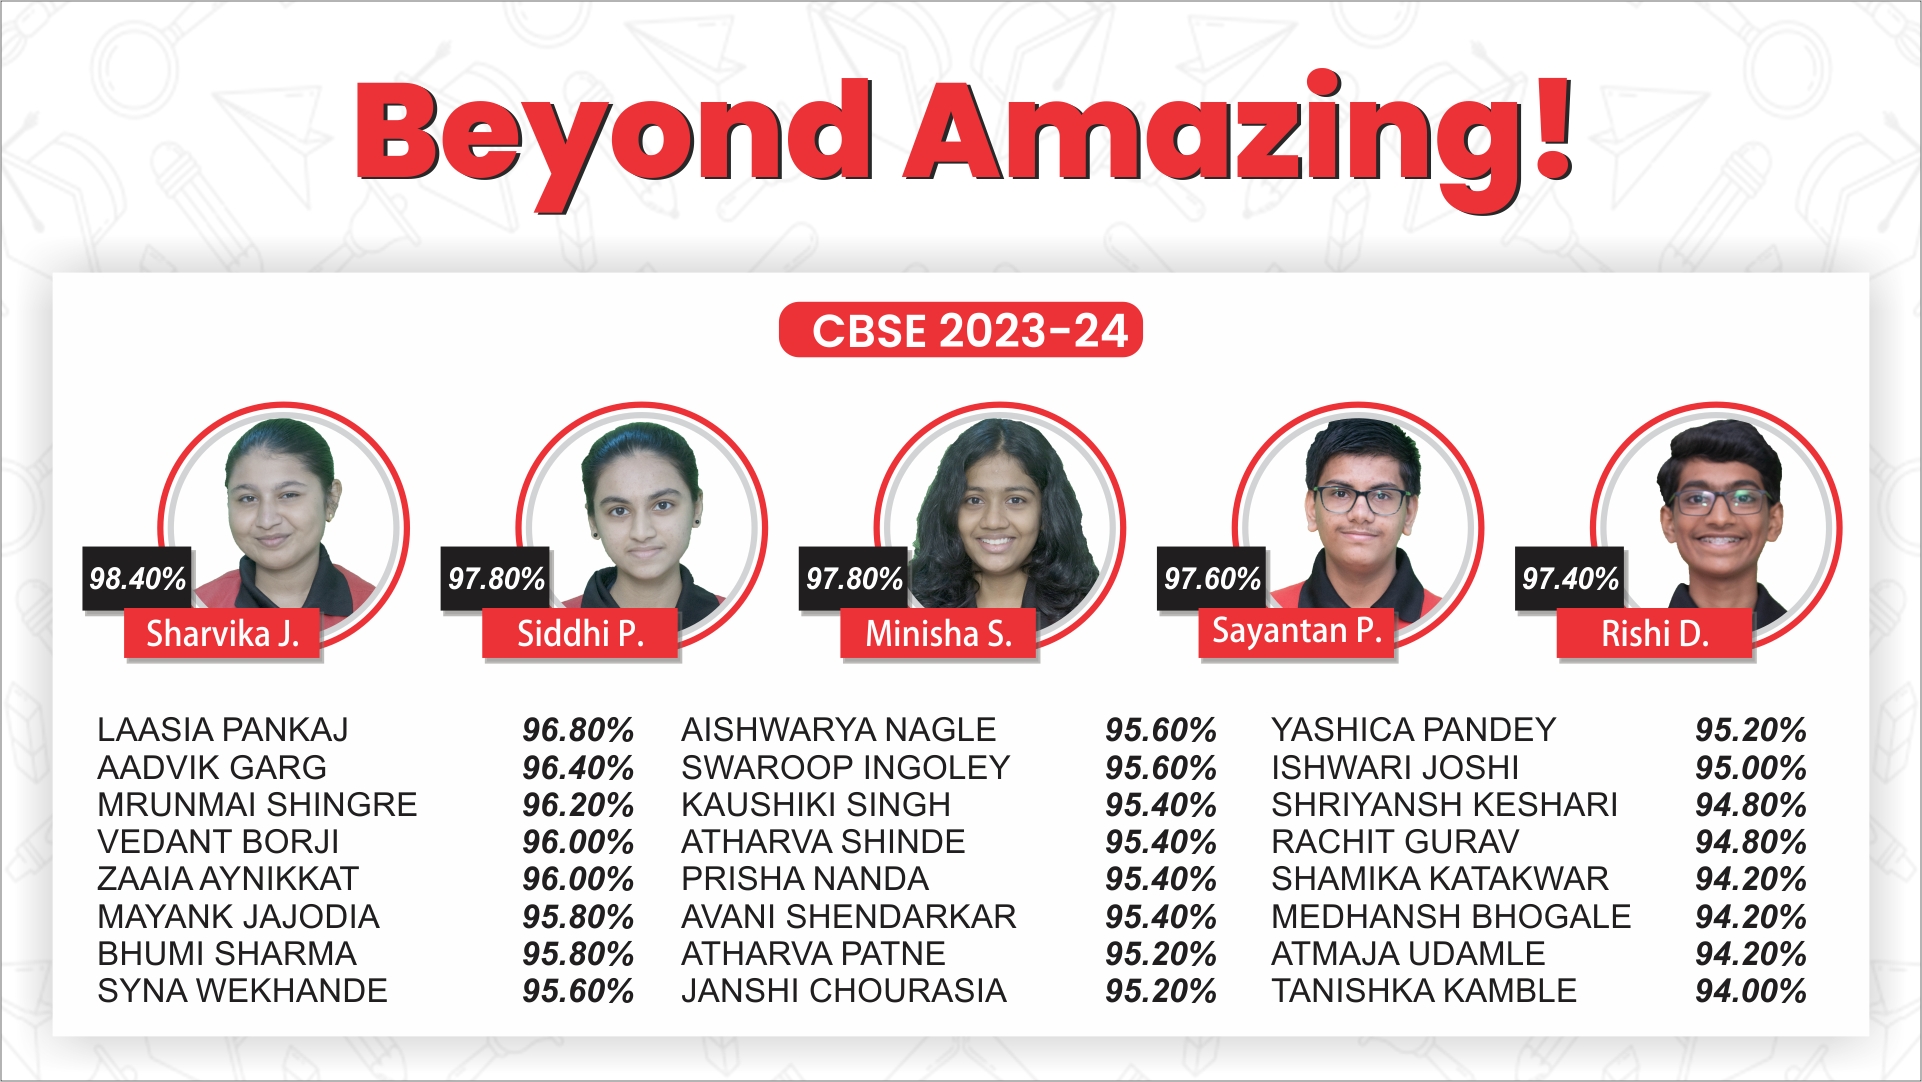 Beyond Amazing!
CBSE 2023-24
98.40%
Sharvika J.
97.80%
Siddhi P.
97.80%
Minisha S.
97.60%
Sayantan P.
97.40%
Rishi D.
LAASIA PANKAJ 96.80%
AADVIK GARG 96.40%
MRUNMAI SHINGRE 96.20%
VEDANT BORJI 96.00%
ZAAIA AYNIKKAT 96.00%
MAYANK JAJODIA 95.80%
BHUMI SHARMA 95.80%
SYNA WEKHANDE 95.60%
AISHWARYA NAGLE 95.60%
SWAROOP INGOLEY 95.60%
KAUSHIKI SINGH 95.40%
ATHARVA SHINDE 95.40%
PRISHA NANDA 95.40%
AVANI SHENDARKAR 95.40%
ATHARVA PATNE 95.20%
JANSHI CHOURASIA 95.20%
YASHICA PANDEY 95.20%
ISHWARI JOSHI 95.00%
SHRIYANSH KESHARI 94.80%
RACHIT GURAV 94.80%
SHAMIKA KATAKWAR 94.20%
MEDHANSH BHOGALE 94.20%
ATMAJA UDAMLE 94.20%
TANISHKA KAMBLE 94.00%